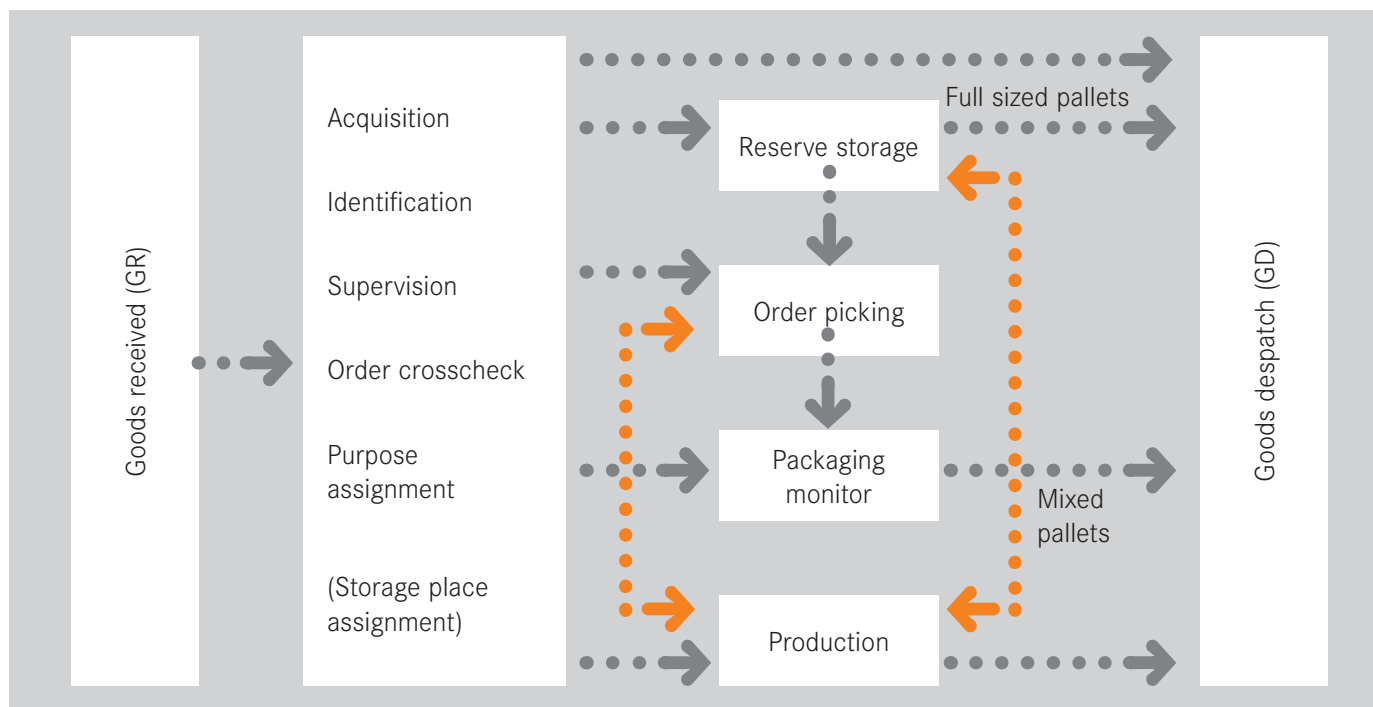 Goods received (GR)
Acquisition
Identification
Supervision
Order crosscheck
Purpose
assignment
(Storage place
assignment)
Reserve storage
Order picking
Packaging
monitor
Production
Full sized pallets
Mixed
pallets
Goods despatch (GD)